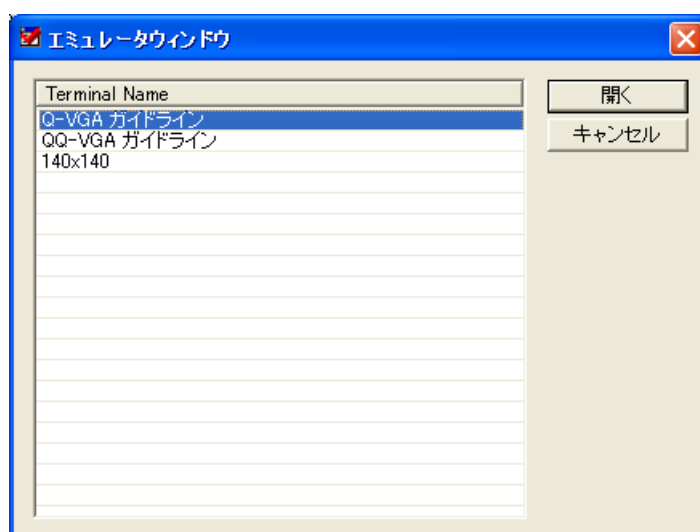 エミュレータウィンドウ
Terminal Name
Q-VGA ガイドライン
QQ-VGA ガイドライン
140x140
開く
キャンセル